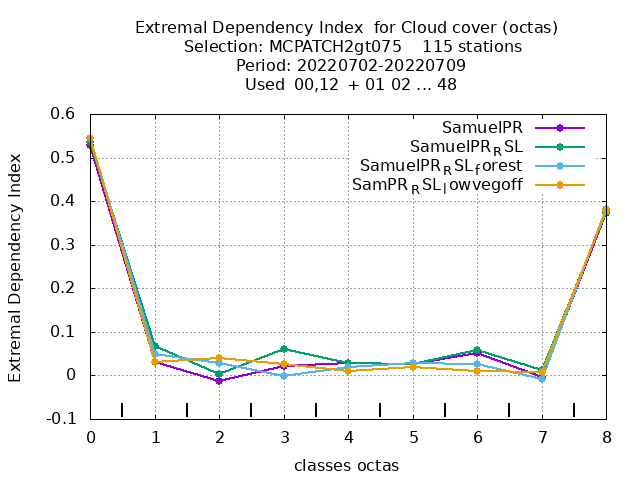 Extremal Dependency Index for Cloud cover (octas)
Selection: MCPATCH2gt075 115 stations
Period: 20220702-20220709
Used 00,12 + 01 02 ... 48
SamuelPR
SamuelPR_RSL
SamuelPR_RSL_forest
SamPR_RSL_lowvegoff
Extremal Dependency Index
0.6
0.5
0.4
0.3
0.2
0.1
0
-0.1
0 1 2 3 4 5 6 7 8
classes octas